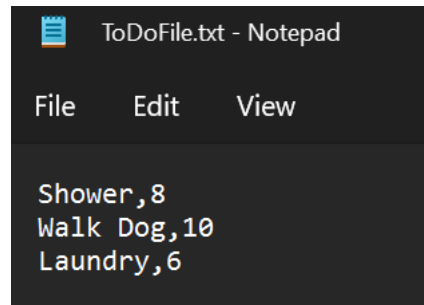 ToDoFile.txt - Notepad
File Edit View
Shower,8
Walk Dog,10
Laundry,6